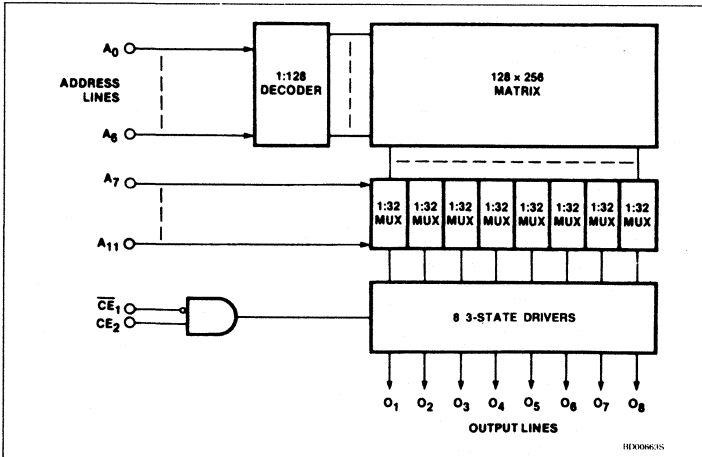 A0
ADDRESS
LINES
A6
1:128
DECODER
128 × 256
MATRIX
A7
A11
1:32 MUX 1:32 MUX 1:32 MUX 1:32 MUX 1:32 MUX 1:32 MUX 1:32 MUX 1:32 MUX
CE1
CE2
8 3-STATE DRIVERS
O1 O2 O3 O4 O5 O6 O7 O8
OUTPUT LINES
BD00663S